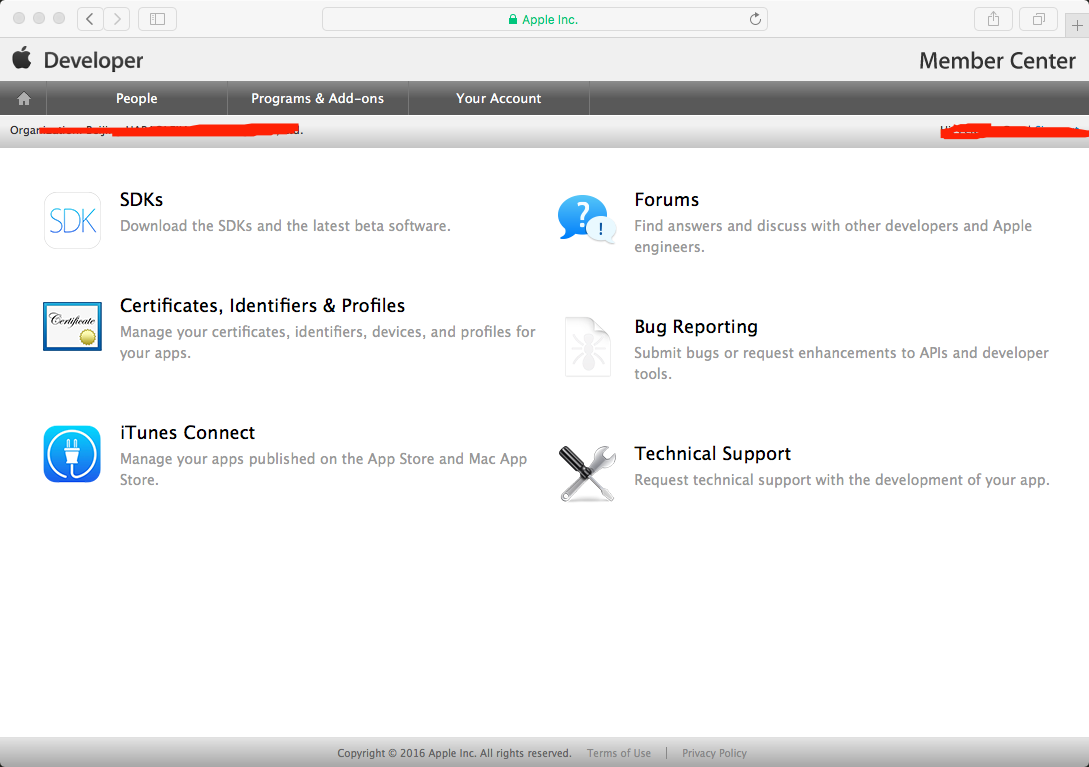 Apple Inc.
Developer
Member Center
People
Programs & Add-ons
Your Account
SDK
SDKs
Download the SDKs and the latest beta software.
?
!
Forums
Find answers and discuss with other developers and Apple
engineers.
Certificate
Certificates, Identifiers & Profiles
Manage your certificates, identifiers, devices, and profiles for
your apps.
Bug Reporting
Submit bugs or request enhancements to APIs and developer
tools.
iTunes Connect
Manage your apps published on the App Store and Mac App
Store.
Technical Support
Request technical support with the development of your app.
Copyright © 2016 Apple Inc. All rights reserved. Terms of Use | Privacy Policy